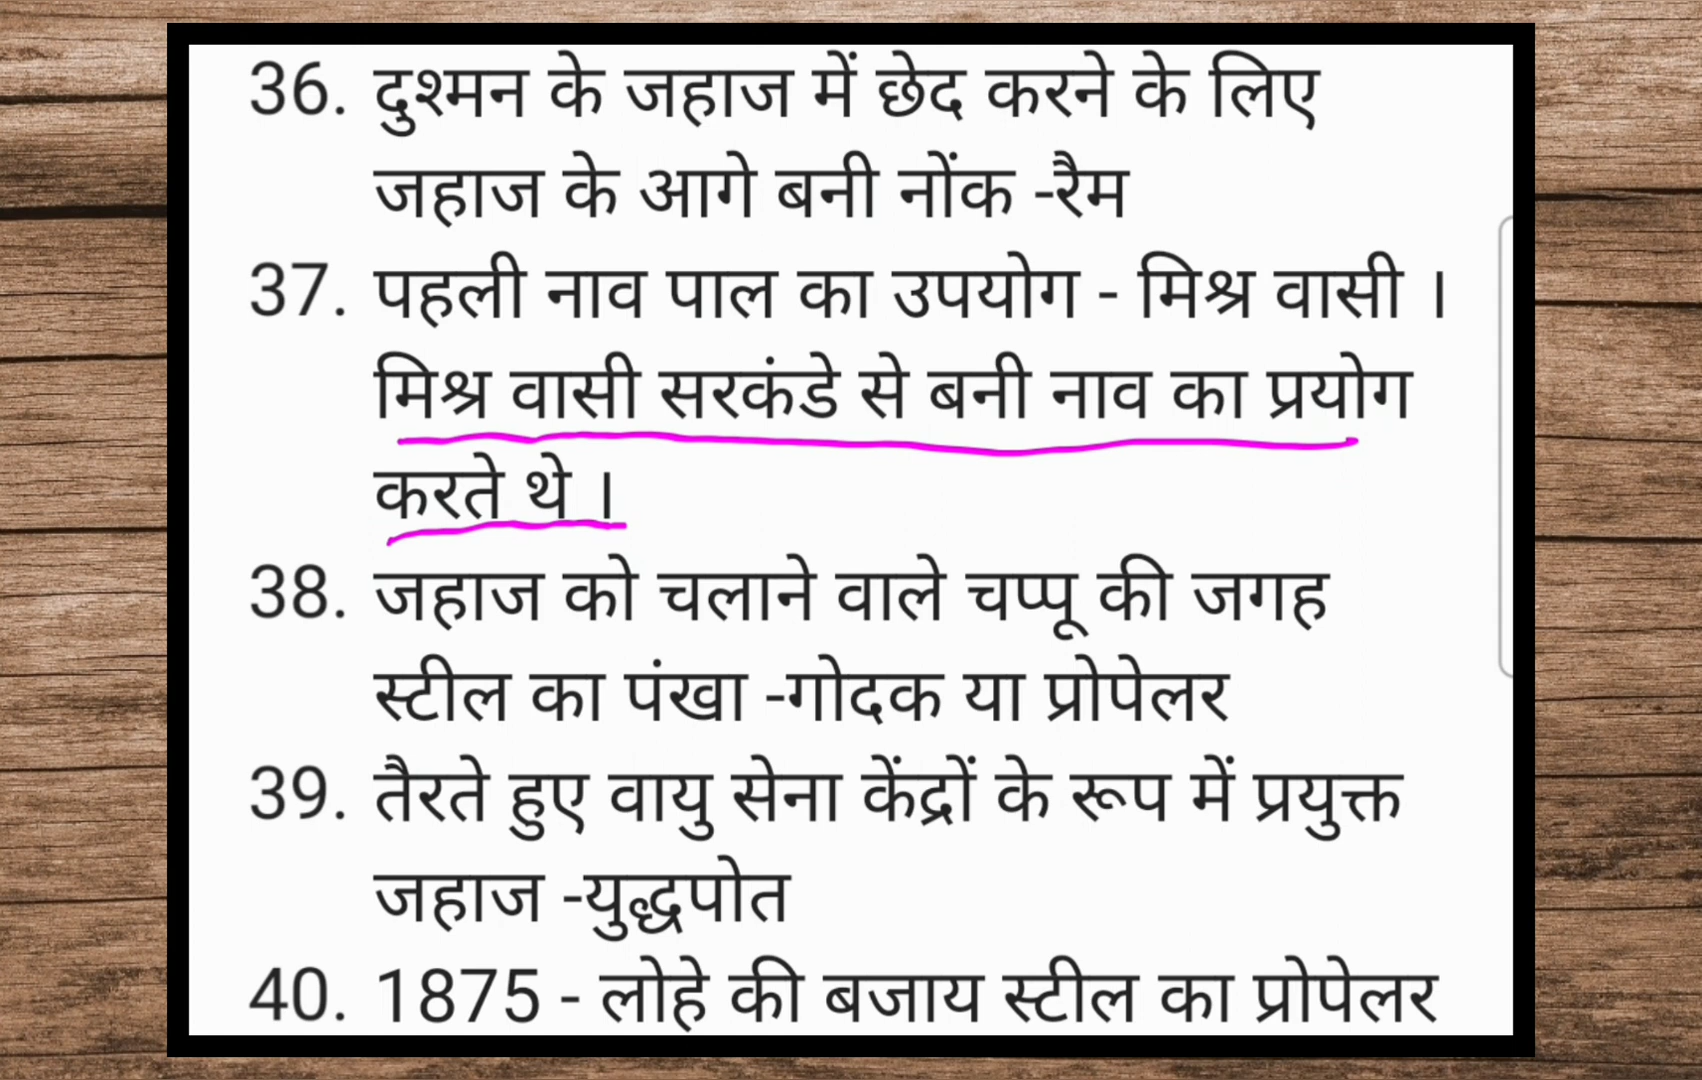 36. दुश्मन के जहाज में छेद करने के लिए
जहाज के आगे बनी नोंक -रैम
37. पहली नाव पाल का उपयोग - मिश्र वासी ।
मिश्र वासी सरकंडे से बनी नाव का प्रयोग
करते थे ।
38. जहाज को चलाने वाले चप्पू की जगह
स्टील का पंखा -गोदक या प्रोपेलर
39. तैरते हुए वायु सेना केंद्रों के रूप में प्रयुक्त
जहाज -युद्धपोत
40. 1875 - लोहे की बजाय स्टील का प्रोपेलर